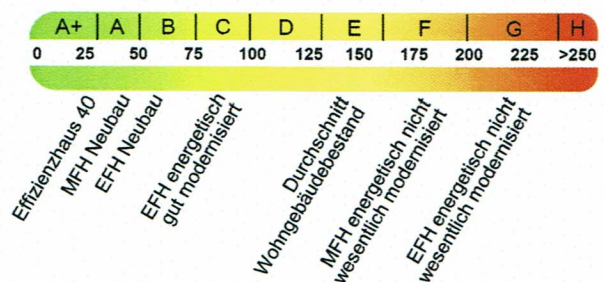 A+ A B C D E F G H
0 25 50 75 100 125 150 175 200 225 >250
Effizienzhaus 40
MFH Neubau
EFH Neubau
EFH energetisch
gut modernisiert
Durchschnitt
Wohngebäudebestand
MFH energetisch nicht
wesentlich modernisiert
EFH energetisch nicht
wesentlich modernisiert